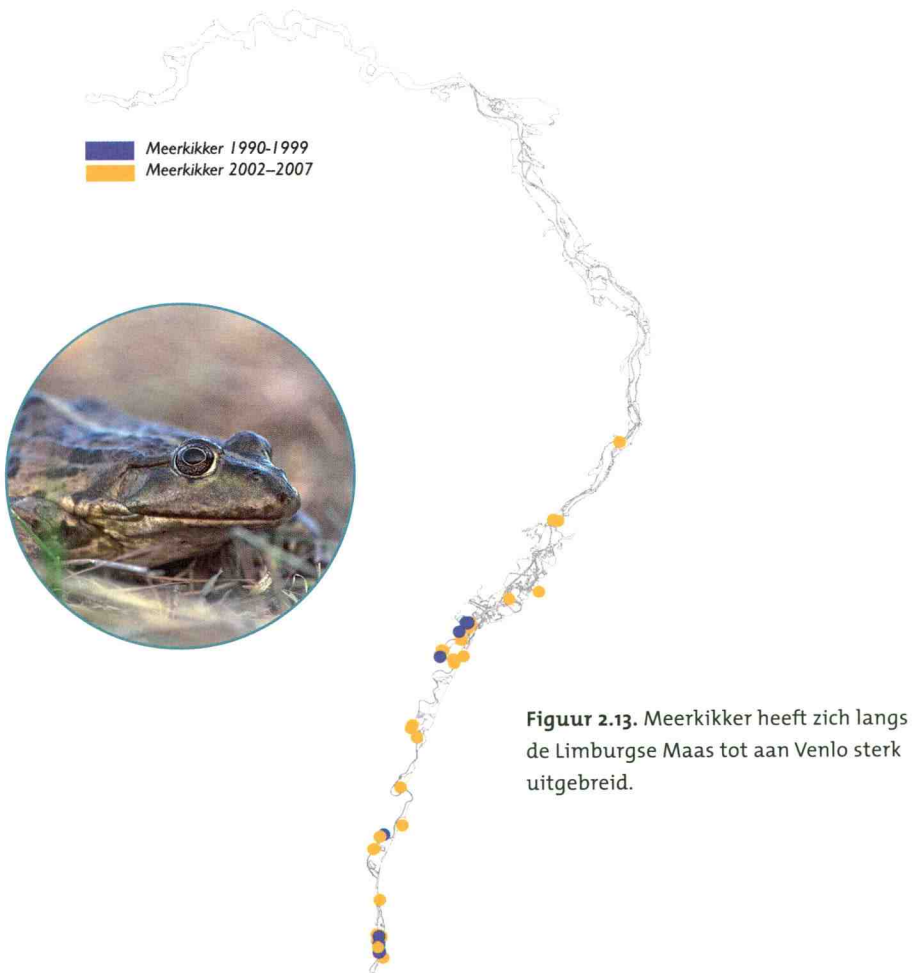 Meerkikker 1990-1999
Meerkikker 2002–2007
Figuur 2.13. Meerkikker heeft zich langs
de Limburgse Maas tot aan Venlo sterk
uitgebreid.